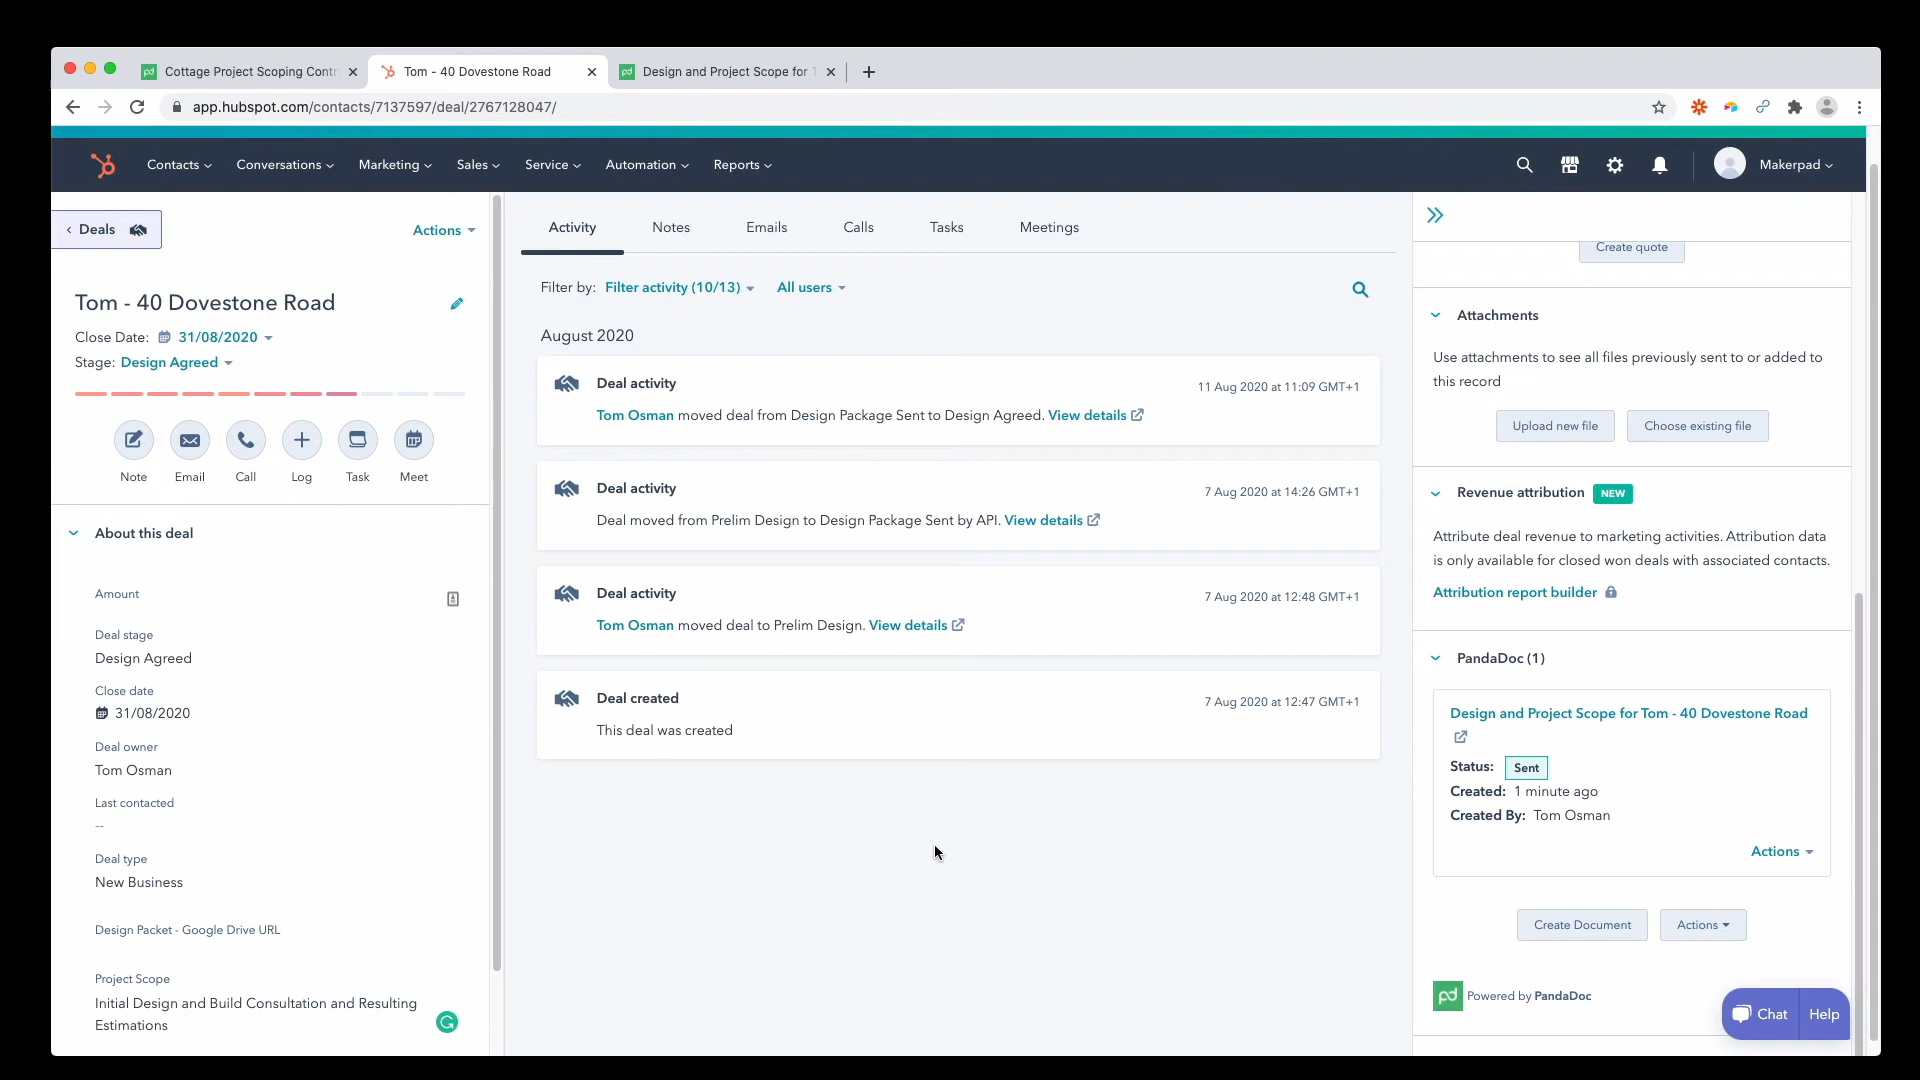 Cottage Project Scoping Contr
Tom - 40 Dovestone Road
Design and Project Scope for T
app.hubspot.com/contacts/7137597/deal/2767128047/
Contacts
Conversations
Marketing
Sales
Service
Automation
Reports
Makerpad
Deals
Actions
Tom - 40 Dovestone Road
Close Date: 31/08/2020
Stage: Design Agreed
Note
Email
Call
Log
Task
Meet
About this deal
Amount
Deal stage
Design Agreed
Close date
31/08/2020
Deal owner
Tom Osman
Last contacted
--
Deal type
New Business
Design Packet - Google Drive URL
Project Scope
Initial Design and Build Consultation and Resulting
Estimations
Activity
Notes
Emails
Calls
Tasks
Meetings
Filter by: Filter activity (10/13) All users
August 2020
Deal activity
11 Aug 2020 at 11:09 GMT+1
Tom Osman moved deal from Design Package Sent to Design Agreed. View details
Deal activity
7 Aug 2020 at 14:26 GMT+1
Deal moved from Prelim Design to Design Package Sent by API. View details
Deal activity
7 Aug 2020 at 12:48 GMT+1
Tom Osman moved deal to Prelim Design. View details
Deal created
7 Aug 2020 at 12:47 GMT+1
This deal was created
Create quote
Attachments
Use attachments to see all files previously sent to or added to
this record
Upload new file
Choose existing file
Revenue attribution NEW
Attribute deal revenue to marketing activities. Attribution data
is only available for closed won deals with associated contacts.
Attribution report builder
PandaDoc (1)
Design and Project Scope for Tom - 40 Dovestone Road
Status: Sent
Created: 1 minute ago
Created By: Tom Osman
Actions
Create Document
Actions
pd Powered by PandaDoc
Chat
Help